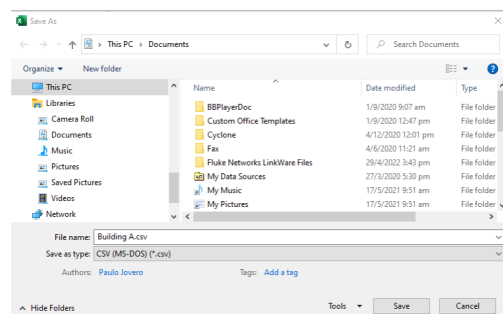 Save As
This PC > Documents
Search Documents
Organize
New folder
This PC
Libraries
Camera Roll
Documents
Music
Pictures
Saved Pictures
Videos
Network
Name Date modified Type
BBPlayerDoc 1/9/2020 9:07 am File folder
Custom Office Templates 1/9/2020 12:47 pm File folder
Cyclone 4/12/2020 12:01 pm File folder
Fax 4/6/2020 11:21 am File folder
Fluke Networks LinkWare Files 29/4/2022 3:43 pm File folder
My Data Sources 27/3/2020 5:30 pm File folder
My Music 17/5/2021 9:51 am File folder
My Pictures 17/5/2021 9:51 am File folder
File name: Building A.csv
Save as type: CSV (MS-DOS) (*.csv)
Authors: Paulo Jovero Tags: Add a tag
Hide Folders
Tools Save Cancel